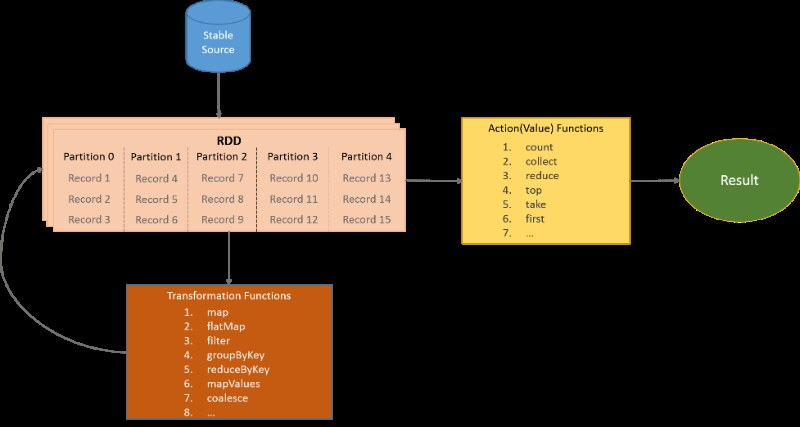 Stable
Source
RDD
Partition 0 Partition 1 Partition 2 Partition 3 Partition 4
Record 1 Record 4 Record 7 Record 10 Record 13
Record 2 Record 5 Record 8 Record 11 Record 14
Record 3 Record 6 Record 9 Record 12 Record 15
Action(Value) Functions
1. count
2. collect
3. reduce
4. top
5. take
6. first
7. ...
Result
Transformation Functions
1. map
2. flatMap
3. filter
4. groupByKey
5. reduceByKey
6. mapValues
7. coalesce
8. ...